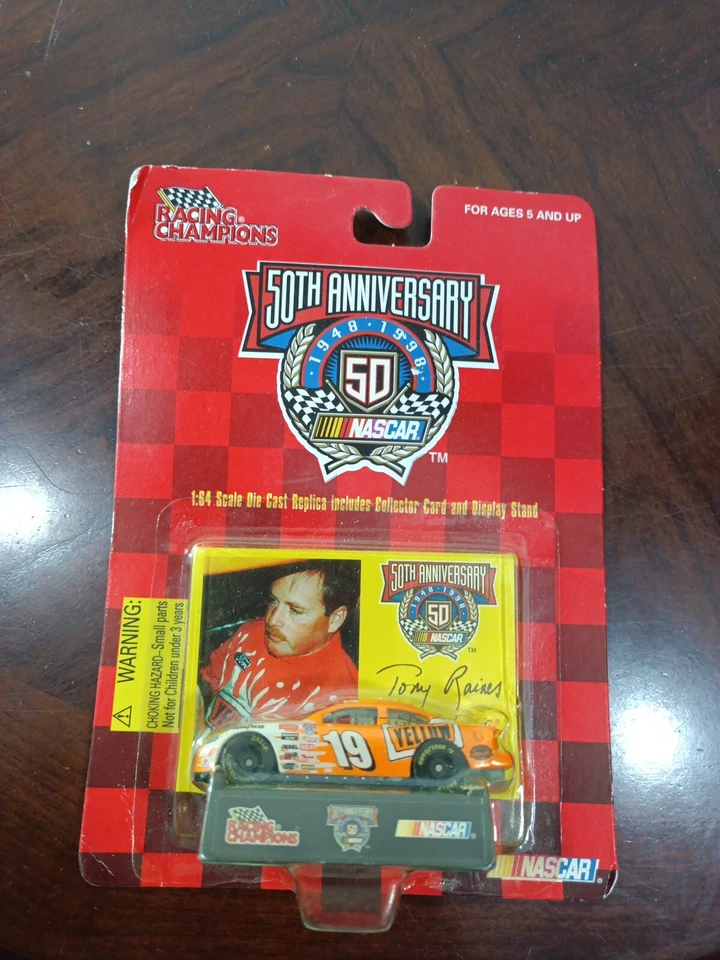 RACING®
CHAMPIONS
FOR AGES 5 AND UP
50TH ANNIVERSARY
1948 · 1998
50
NASCAR
TM
1:64 Scale Die Cast Replica includes Collector Card and Display Stand
WARNING:
CHOKING HAZARD–Small parts
Not for Children under 3 years
50TH ANNIVERSARY
1948 · 1998
50
NASCAR
TM
Tony Raines
19
YELLOW
RACING
CHAMPIONS
NASCAR
NASCAR®